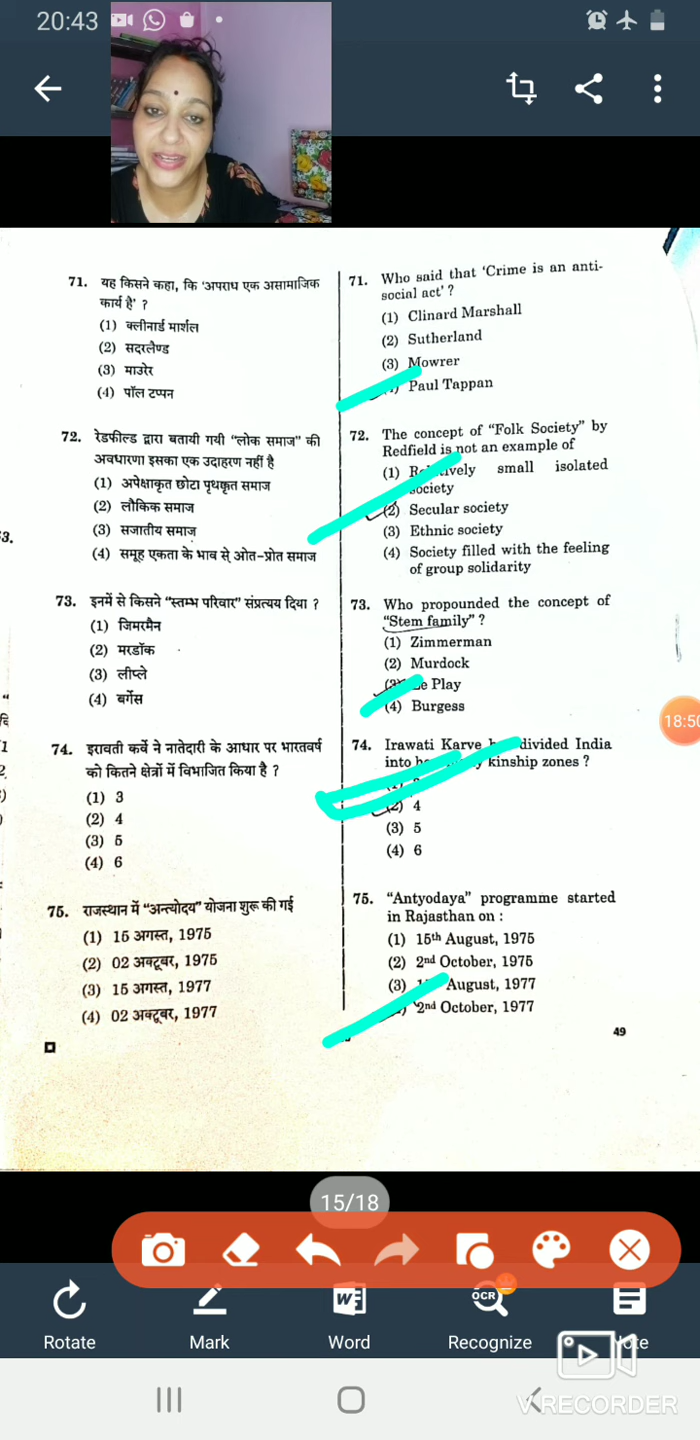 20:43
71. यह किसने कहा, कि 'अपराध एक असामाजिक
कार्य है' ?
(1) क्लीनार्ड मार्शल
(2) सदरलैण्ड
(3) माउरेर
(4) पॉल टप्पन
72. रेडफील्ड द्वारा बतायी गयी "लोक समाज" की
अवधारणा इसका एक उदाहरण नहीं है
(1) अपेक्षाकृत छोटा पृथक्कृत समाज
(2) लौकिक समाज
(3) सजातीय समाज
(4) समूह एकता के भाव से ओत-प्रोत समाज
73. इनमें से किसने "स्तम्भ परिवार" संप्रत्यय दिया ?
(1) जिमरमैन
(2) मरडॉक
(3) लीप्ले
(4) बर्गेस
74. इरावती कर्वे ने नातेदारी के आधार पर भारतवर्ष
को कितने क्षेत्रों में विभाजित किया है ?
(1) 3
(2) 4
(3) 5
(4) 6
75. राजस्थान में "अन्त्योदय" योजना शुरू की गई
(1) 15 अगस्त, 1975
(2) 02 अक्टूबर, 1975
(3) 15 अगस्त, 1977
(4) 02 अक्टूबर, 1977
71. Who said that 'Crime is an anti-
social act' ?
(1) Clinard Marshall
(2) Sutherland
(3) Mowrer
Paul Tappan
72. The concept of "Folk Society" by
Redfield is not an example of
(1) small isolated
society
(2) Secular society
(3) Ethnic society
(4) Society filled with the feeling
of group solidarity
73. Who propounded the concept of
"Stem family" ?
(1) Zimmerman
(2) Murdock
Play
(4) Burgess
74. Irawati Karve divided India
into kinship zones ?
(2) 4
(3) 5
(4) 6
75. "Antyodaya" programme started
in Rajasthan on :
(1) 15th August, 1975
(2) 2nd October, 1975
(3) August, 1977
2nd October, 1977
49
18:50
15/18
Rotate
Mark
W
Word
OCR
Recognize
V RECORDER